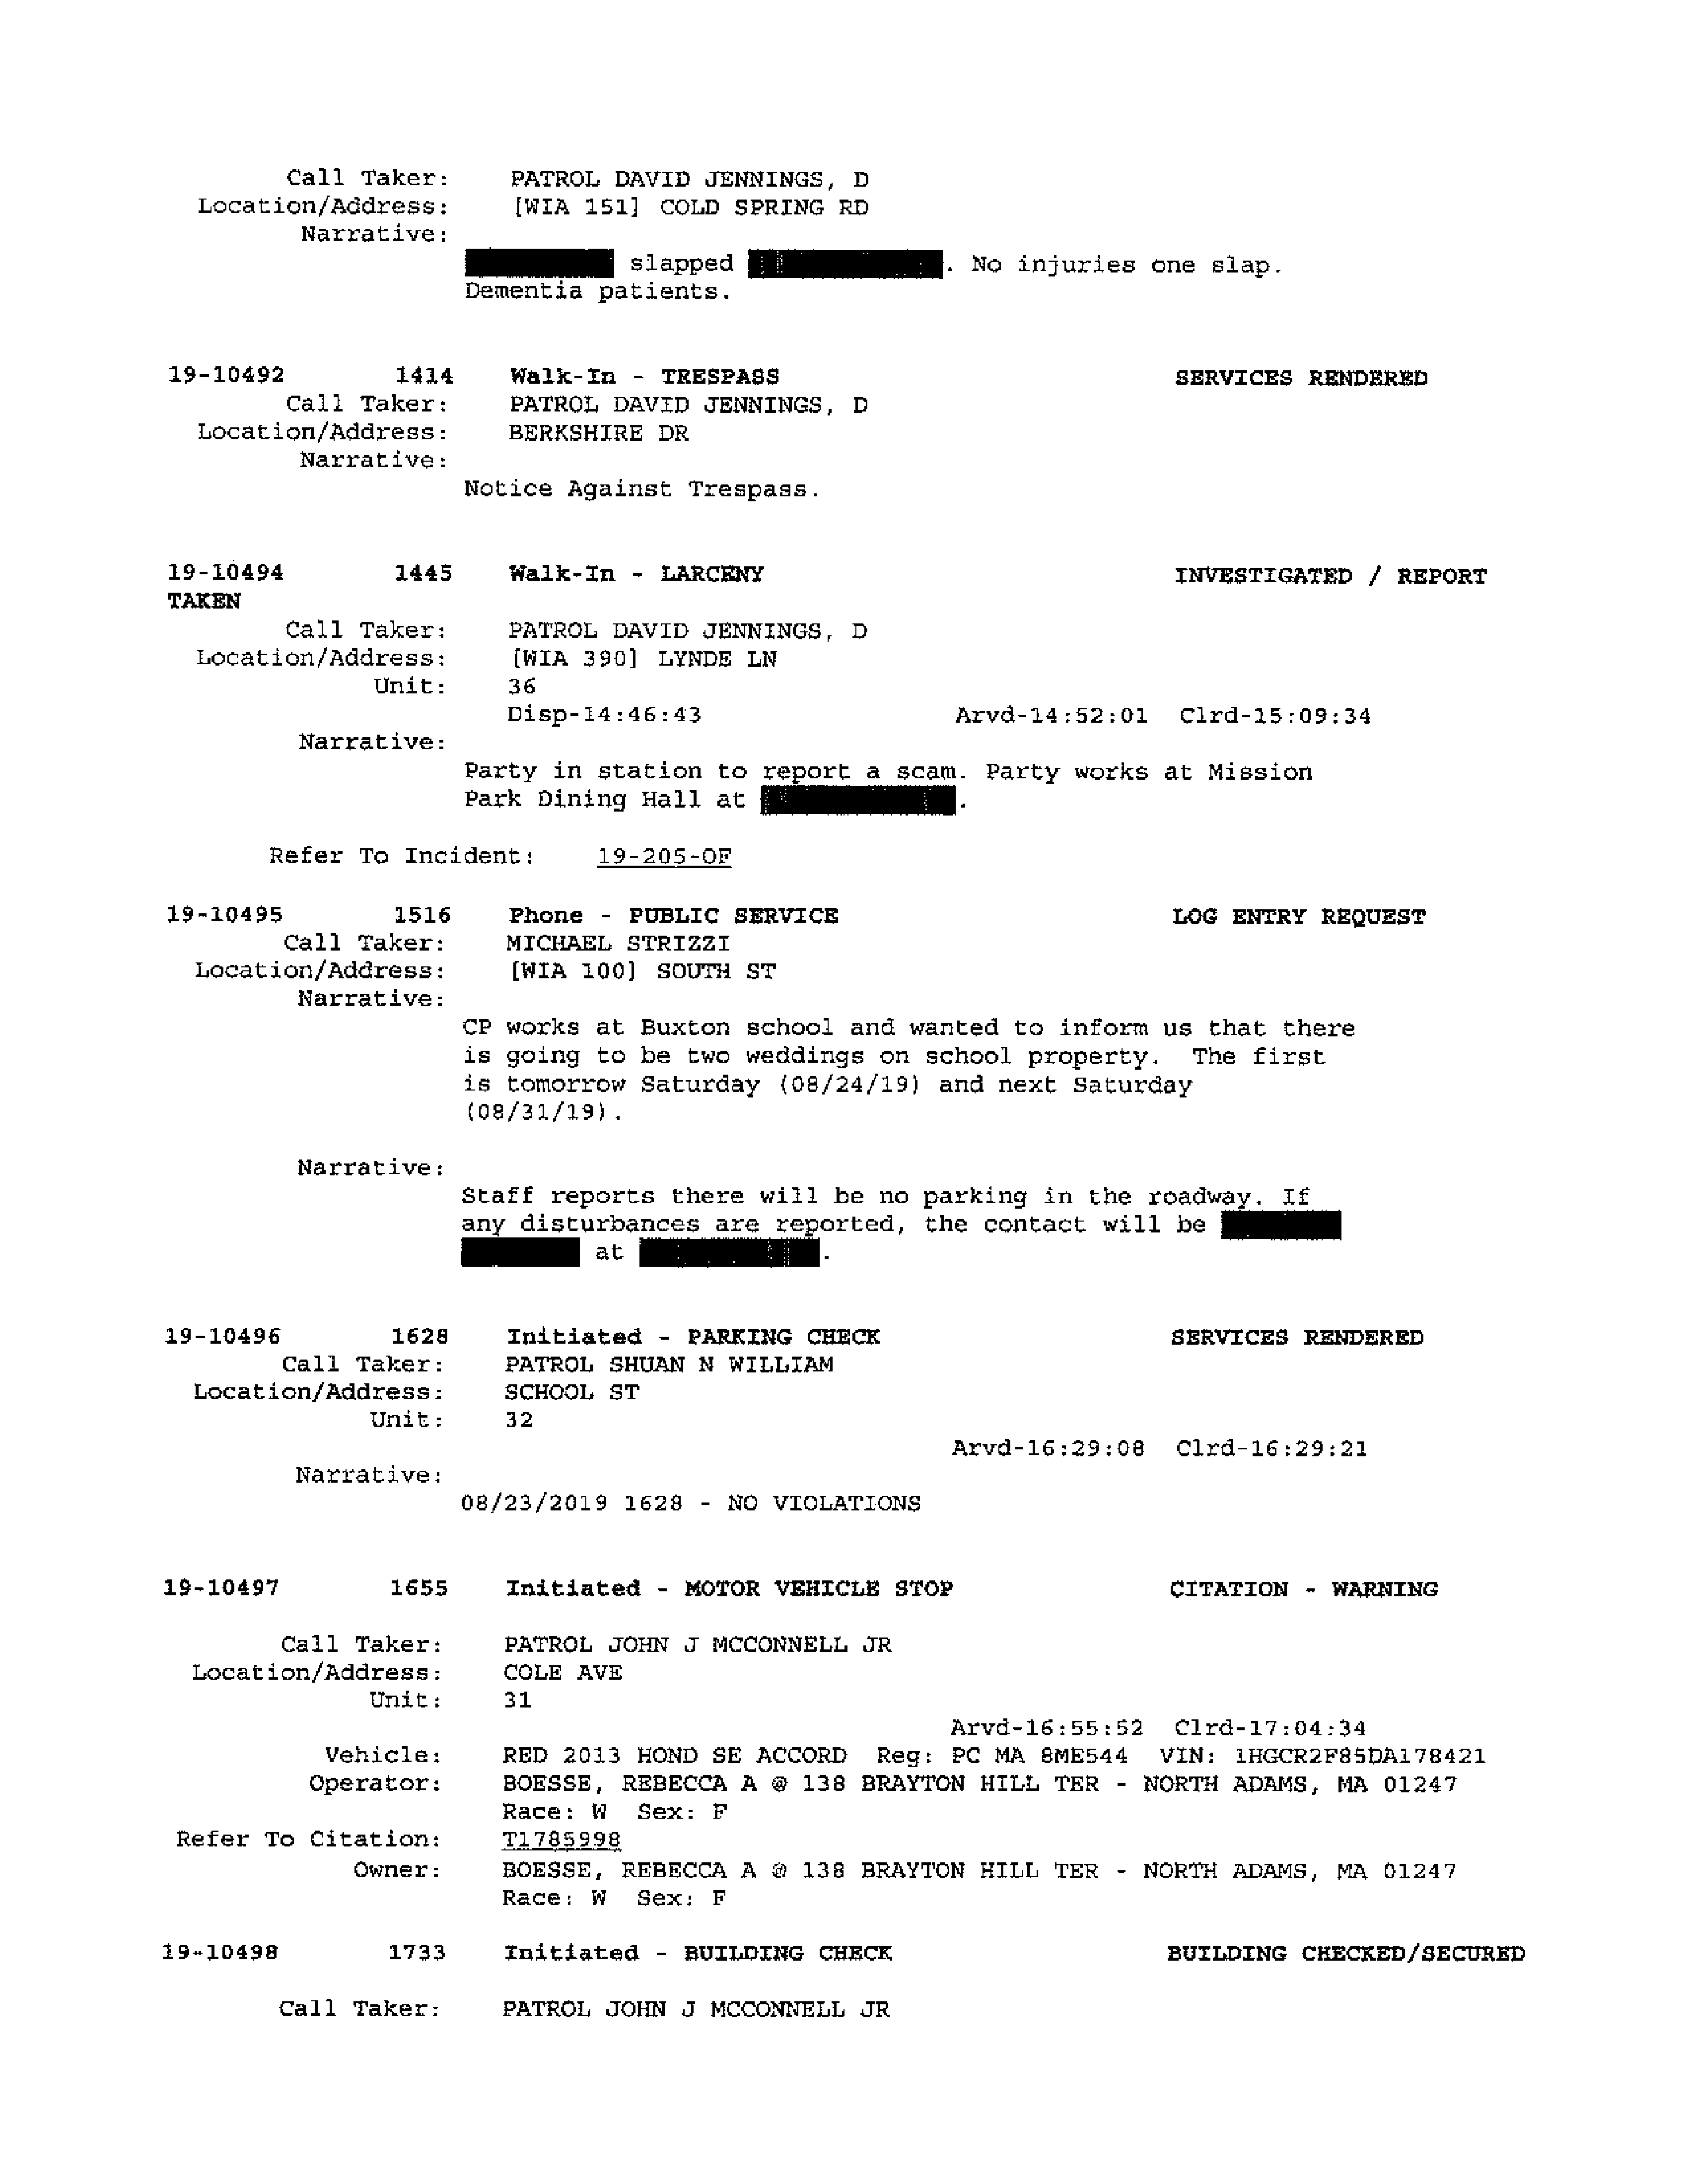 Call Taker: PATROL DAVID JENNINGS, D
Location/Address: [WIA 151] COLD SPRING RD
Narrative:
slapped . No injuries one slap.
Dementia patients.
19-10492 1414 Walk-In - TRESPASS SERVICES RENDERED
Call Taker: PATROL DAVID JENNINGS, D
Location/Address: BERKSHIRE DR
Narrative:
Notice Against Trespass.
19-10494 1445 Walk-In - LARCENY INVESTIGATED / REPORT
TAKEN
Call Taker: PATROL DAVID JENNINGS, D
Location/Address: [WIA 390] LYNDE LN
Unit: 36
Disp-14:46:43 Arvd-14:52:01 Clrd-15:09:34
Narrative:
Party in station to report a scam. Party works at Mission
Park Dining Hall at .
Refer To Incident: 19-205-OF
19-10495 1516 Phone - PUBLIC SERVICE LOG ENTRY REQUEST
Call Taker: MICHAEL STRIZZI
Location/Address: [WIA 100] SOUTH ST
Narrative:
CP works at Buxton school and wanted to inform us that there
is going to be two weddings on school property. The first
is tomorrow Saturday (08/24/19) and next Saturday
(08/31/19).
Narrative:
Staff reports there will be no parking in the roadway. If
any disturbances are reported, the contact will be
at .
19-10496 1628 Initiated - PARKING CHECK SERVICES RENDERED
Call Taker: PATROL SHUAN N WILLIAM
Location/Address: SCHOOL ST
Unit: 32
Arvd-16:29:08 Clrd-16:29:21
Narrative:
08/23/2019 1628 - NO VIOLATIONS
19-10497 1655 Initiated - MOTOR VEHICLE STOP CITATION - WARNING
Call Taker: PATROL JOHN J MCCONNELL JR
Location/Address: COLE AVE
Unit: 31
Arvd-16:55:52 Clrd-17:04:34
Vehicle: RED 2013 HOND SE ACCORD Reg: PC MA 8ME544 VIN: 1HGCR2F85DA178421
Operator: BOESSE, REBECCA A @ 138 BRAYTON HILL TER - NORTH ADAMS, MA 01247
Race: W Sex: F
Refer To Citation: T1785998
Owner: BOESSE, REBECCA A @ 138 BRAYTON HILL TER - NORTH ADAMS, MA 01247
Race: W Sex: F
19-10498 1733 Initiated - BUILDING CHECK BUILDING CHECKED/SECURED
Call Taker: PATROL JOHN J MCCONNELL JR